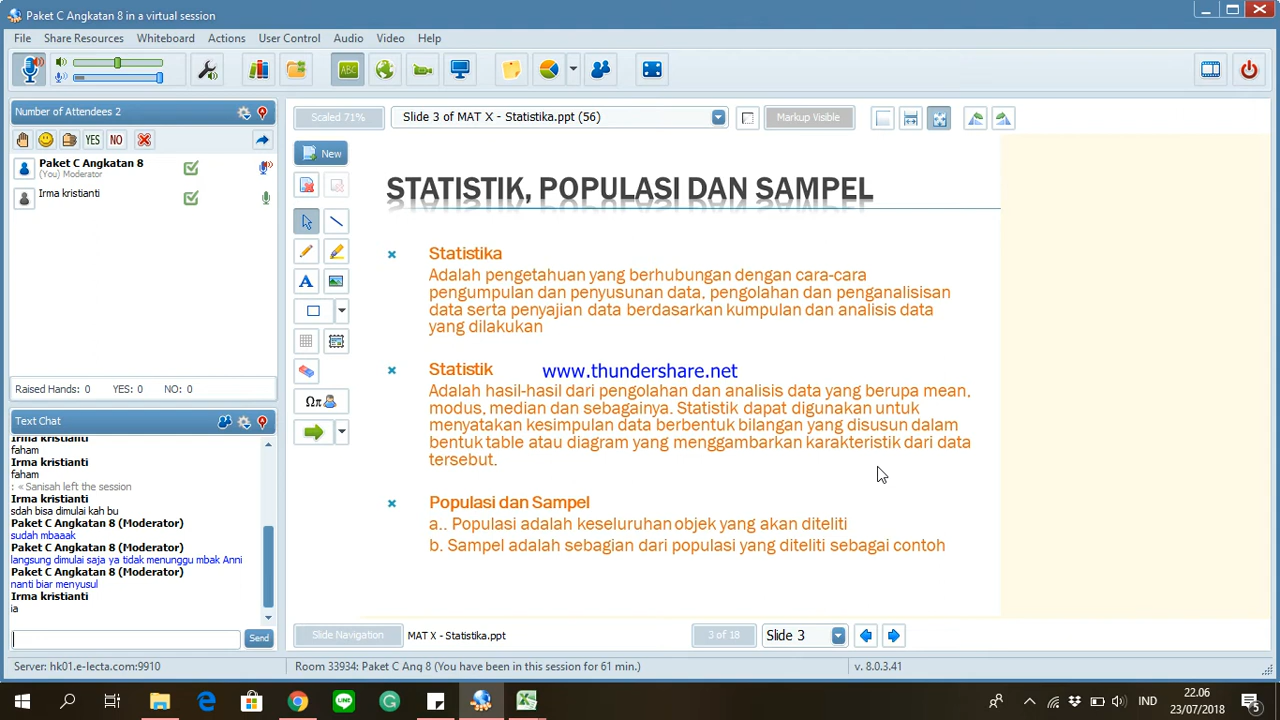 Paket C Angkatan 8 in a virtual session
File Share Resources Whiteboard Actions User Control Audio Video Help
ABC
Number of Attendees 2
YES NO
Paket C Angkatan 8
(You) Moderator
Irma kristianti
Raised Hands: 0 YES: 0 NO: 0
Text Chat
Irma kristianti
faham
Irma kristianti
faham
: « Sanisah left the session
Irma kristianti
sdah bisa dimulai kah bu
Paket C Angkatan 8 (Moderator)
sudah mbaaak
Paket C Angkatan 8 (Moderator)
langsung dimulai saja ya tidak menunggu mbak Anni
Paket C Angkatan 8 (Moderator)
nanti biar menyusul
Irma kristianti
ia
Send
Scaled 71% Slide 3 of MAT X - Statistika.ppt (56) Markup Visible
New
A
Ωπ
STATISTIK, POPULASI DAN SAMPEL
Statistika
Adalah pengetahuan yang berhubungan dengan cara-cara
pengumpulan dan penyusunan data, pengolahan dan penganalisisan
data serta penyajian data berdasarkan kumpulan dan analisis data
yang dilakukan
Statistik www.thundershare.net
Adalah hasil-hasil dari pengolahan dan analisis data yang berupa mean,
modus, median dan sebagainya. Statistik dapat digunakan untuk
menyatakan kesimpulan data berbentuk bilangan yang disusun dalam
bentuk table atau diagram yang menggambarkan karakteristik dari data
tersebut.
Populasi dan Sampel
a.. Populasi adalah keseluruhan objek yang akan diteliti
b. Sampel adalah sebagian dari populasi yang diteliti sebagai contoh
Slide Navigation MAT X - Statistika.ppt 3 of 18 Slide 3
Server: hk01.e-lecta.com:9910 Room 33934: Paket C Ang 8 (You have been in this session for 61 min.) v. 8.0.3.41
IND 22.06
23/07/2018 5